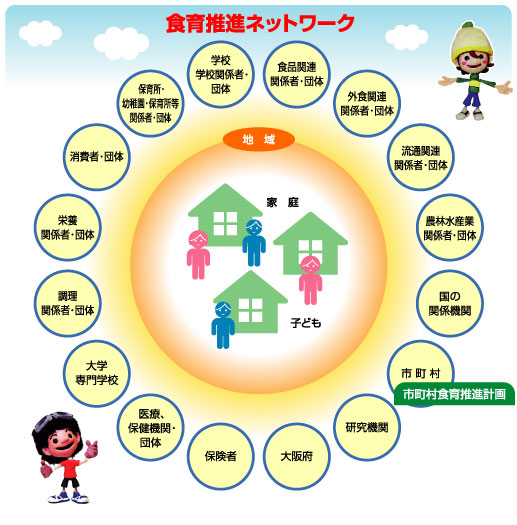 食育推進ネットワーク
学校
学校関係者・
団体
食品関連
関係者・団体
外食関連
関係者・団体
流通関連
関係者・団体
農林水産業
関係者・団体
国の
関係機関
市町村
市町村食育推進計画
研究機関
大阪府
保険者
医療、
保健機関・
団体
大学
専門学校
調理
関係者・団体
栄養
関係者・団体
消費者・団体
保育所・
幼稚園・保育所等
関係者・団体
地域
家庭
子ども